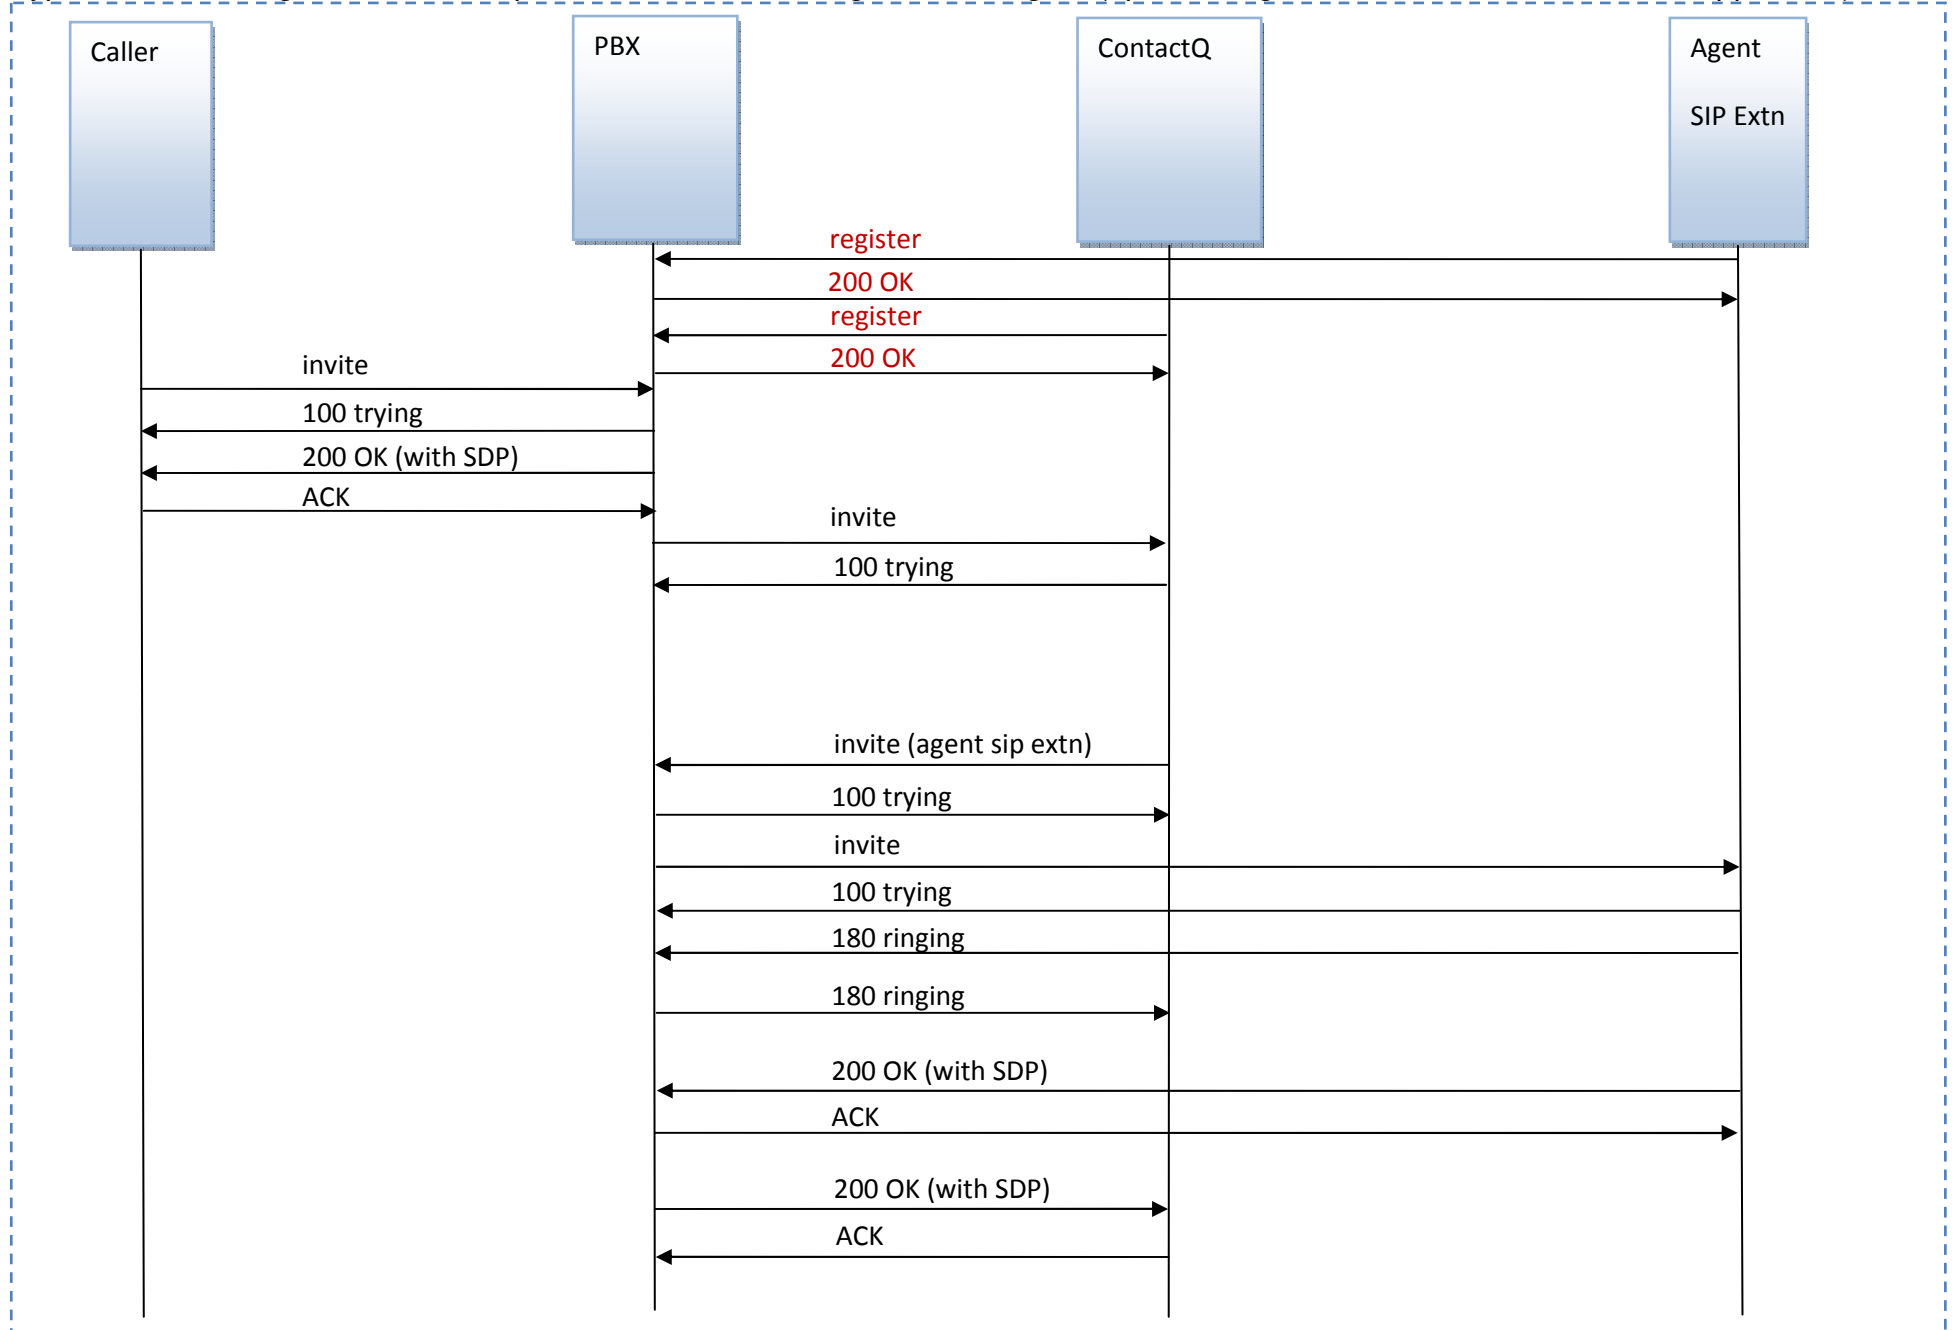 Caller
PBX
ContactQ
Agent
SIP Extn
register
200 OK
register
200 OK
invite
100 trying
200 OK (with SDP)
ACK
invite
100 trying
invite (agent sip extn)
100 trying
invite
100 trying
180 ringing
180 ringing
200 OK (with SDP)
ACK
200 OK (with SDP)
ACK